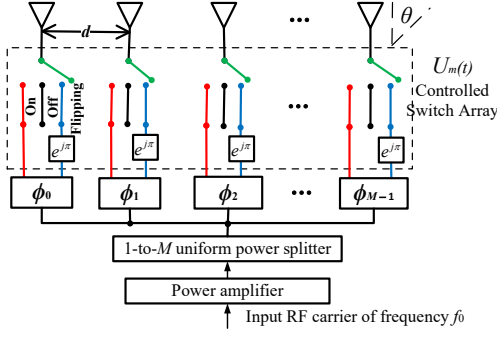 ... θ
d
U_m(t)
Controlled
Switch Array
On
Off
Flipping
...
e^{jπ} e^{jπ} e^{jπ} e^{jπ}
ϕ_0 ϕ_1 ϕ_2 ... ϕ_{M−1}
1-to-M uniform power splitter
Power amplifier
Input RF carrier of frequency f_0